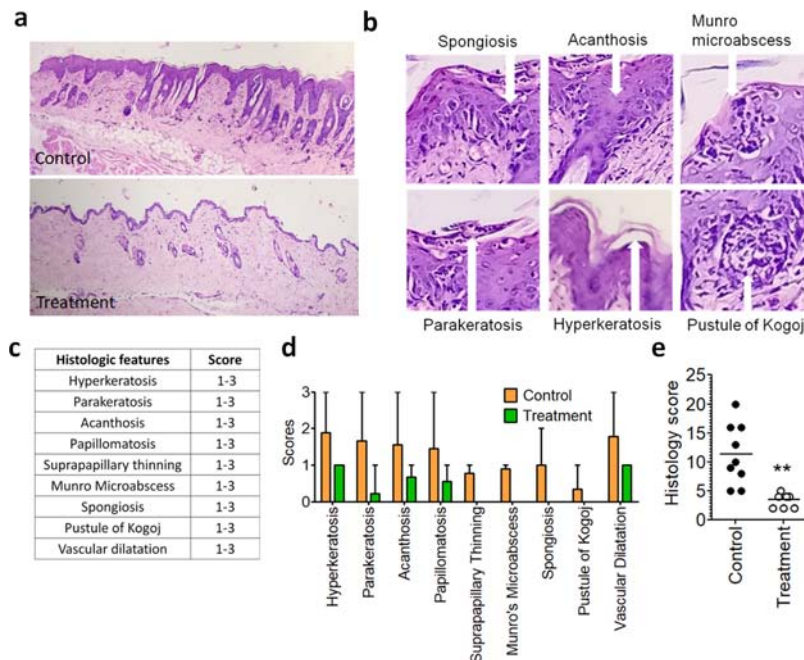 a
Control
Treatment
b
Spongiosis
Acanthosis
Munro
microabscess
Parakeratosis
Hyperkeratosis
Pustule of Kogoj
c
Histologic features Score
Hyperkeratosis 1-3
Parakeratosis 1-3
Acanthosis 1-3
Papillomatosis 1-3
Suprapapillary thinning 1-3
Munro Microabscess 1-3
Spongiosis 1-3
Pustule of Kogoj 1-3
Vascular dilatation 1-3
d
Scores
3
2
1
0
Control
Treatment
Hyperkeratosis
Parakeratosis
Acanthosis
Papillomatosis
Suprapapillary Thinning
Munro's Microabscess
Spongiosis
Pustule of Kogoj
Vascular Dilatation
e
Histology score
25
20
15
10
5
0
**
Control
Treatment